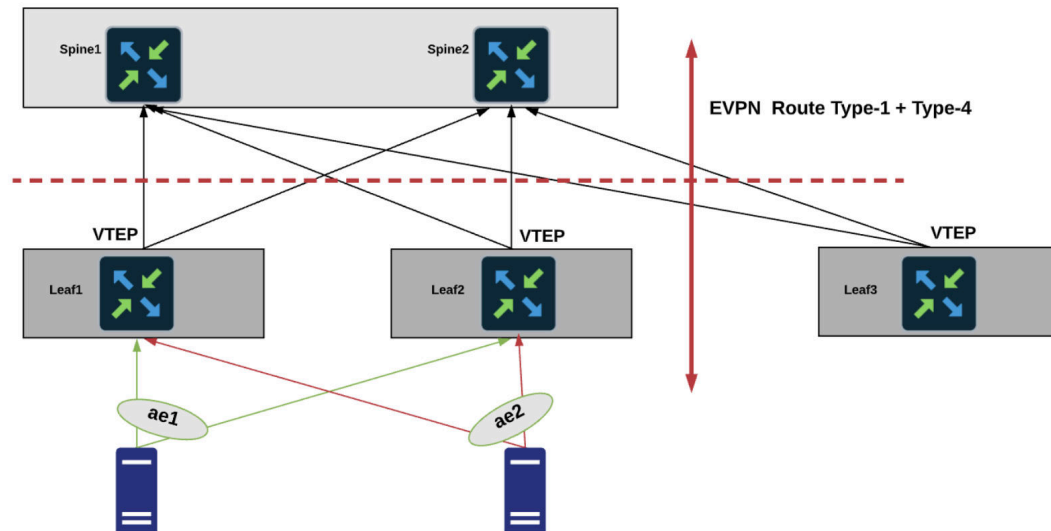 Spine1
Spine2
EVPN  Route Type-1 + Type-4
VTEP
VTEP
VTEP
Leaf1
Leaf2
Leaf3
ae1
ae2